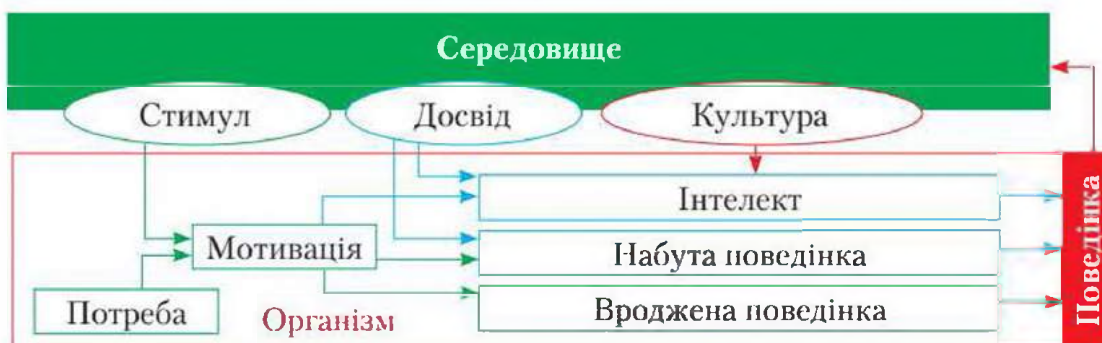 Середовище
Стимул
Досвід
Культура
Інтелект
Мотивація
Набута поведінка
Потреба
Організм
Вроджена поведінка
Поведінка